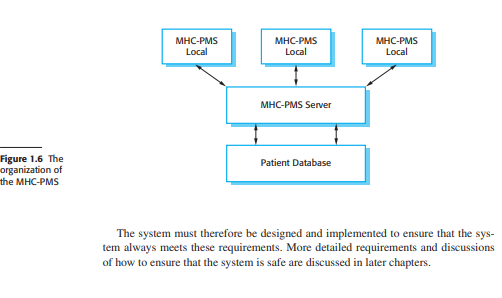 MHC-PMS
Local
MHC-PMS
Local
MHC-PMS
Local
MHC-PMS Server
Patient Database
Figure 1.6 The
organization of
the MHC-PMS
The system must therefore be designed and implemented to ensure that the sys-
tem always meets these requirements. More detailed requirements and discussions
of how to ensure that the system is safe are discussed in later chapters.